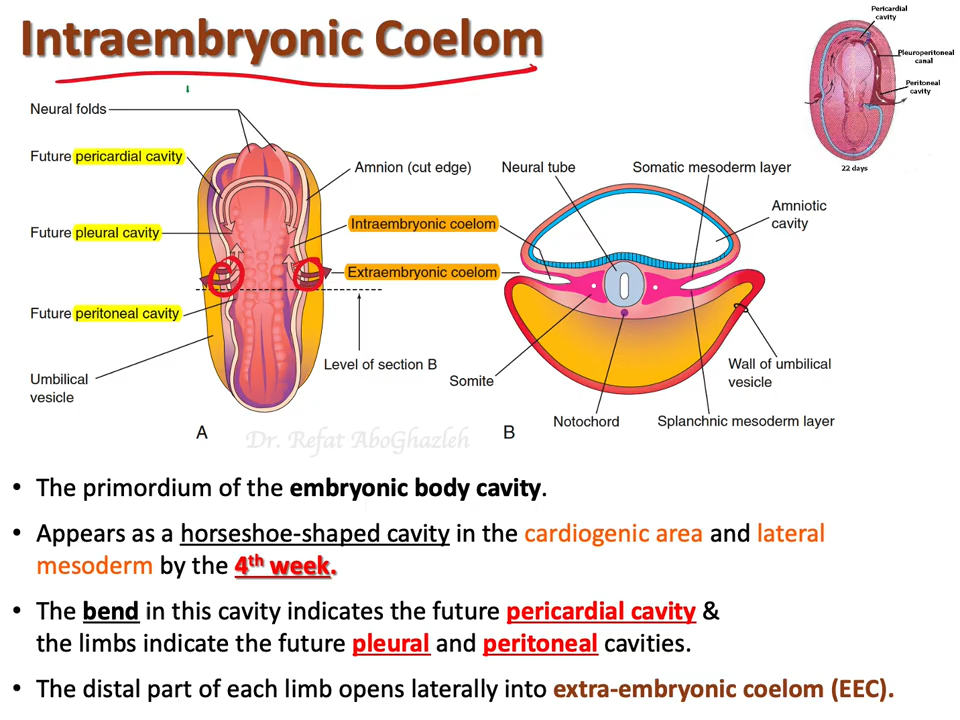 Intraembryonic Coelom
Pericardial
cavity
Pleuroperitoneal
canal
Peritoneal
cavity
22 days
Neural folds
Future pericardial cavity
Future pleural cavity
Future peritoneal cavity
Umbilical
vesicle
Amnion (cut edge)
Intraembryonic coelom
Extraembryonic coelom
Level of section B
A
Neural tube
Somatic mesoderm layer
Amniotic
cavity
Somite
Notochord
Wall of umbilical
vesicle
Splanchnic mesoderm layer
B
Dr. Refat AboGhazleh
• The primordium of the embryonic body cavity.
• Appears as a horseshoe-shaped cavity in the cardiogenic area and lateral
mesoderm by the 4th week.
• The bend in this cavity indicates the future pericardial cavity &
the limbs indicate the future pleural and peritoneal cavities.
• The distal part of each limb opens laterally into extra-embryonic coelom (EEC).